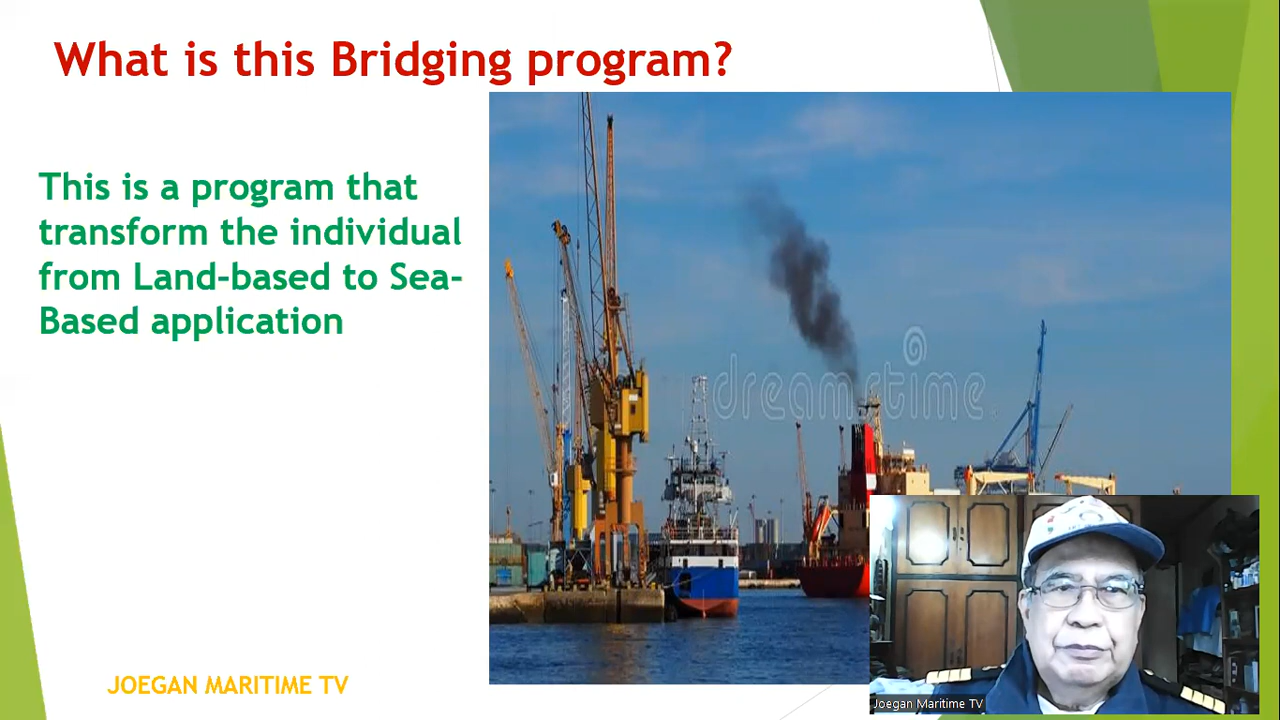 What is this Bridging program?
This is a program that
transform the individual
from Land-based to Sea-
Based application
dreamstime
JOEGAN MARITIME TV
Joegan Maritime TV